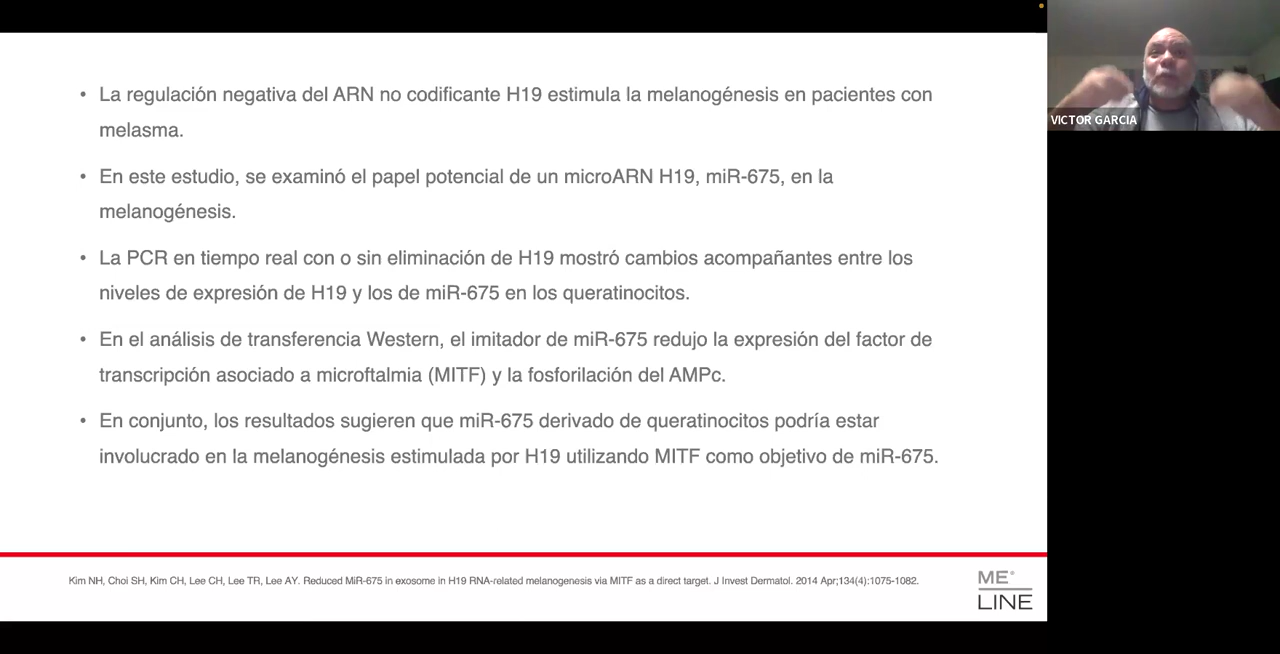 • La regulación negativa del ARN no codificante H19 estimula la melanogénesis en pacientes con
melasma.
• En este estudio, se examinó el papel potencial de un microARN H19, miR-675, en la
melanogénesis.
• La PCR en tiempo real con o sin eliminación de H19 mostró cambios acompañantes entre los
niveles de expresión de H19 y los de miR-675 en los queratinocitos.
• En el análisis de transferencia Western, el imitador de miR-675 redujo la expresión del factor de
transcripción asociado a microftalmia (MITF) y la fosforilación del AMPc.
• En conjunto, los resultados sugieren que miR-675 derivado de queratinocitos podría estar
involucrado en la melanogénesis estimulada por H19 utilizando MITF como objetivo de miR-675.
Kim NH, Choi SH, Kim CH, Lee CH, Lee TR, Lee AY. Reduced MiR-675 in exosome in H19 RNA-related melanogenesis via MITF as a direct target. J Invest Dermatol. 2014 Apr;134(4):1075-1082.
ME°
LINE
VICTOR GARCIA